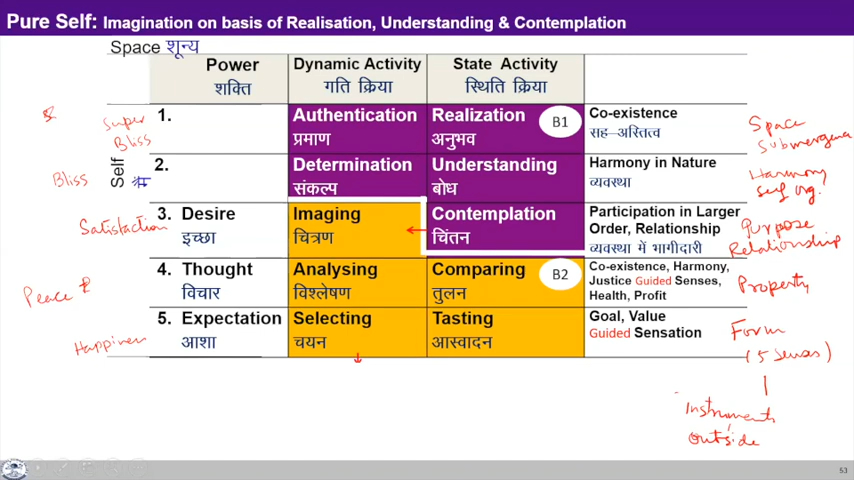 Pure Self: Imagination on basis of Realisation, Understanding & Contemplation
Space शून्य
Power Dynamic Activity State Activity
शक्ति गति क्रिया स्थिति क्रिया
1. Authentication Realization B1 Co-existence
प्रमाण अनुभव सह–अस्तित्व
Super
Bliss
Space
Submergence
Self में
2. Determination Understanding Harmony in Nature
संकल्प बोध व्यवस्था
Bliss
Harmony
self org.
3. Desire Imaging Contemplation Participation in Larger
Order, Relationship
इच्छा चित्रण चिंतन व्यवस्था में भागीदारी
Satisfaction
Purpose
Relationship
4. Thought Analysing Comparing B2 Co-existence, Harmony,
Justice Guided Senses,
विचार विश्लेषण तुलन Health, Profit
Peace
Property
5. Expectation Selecting Tasting Goal, Value
Guided Sensation
आशा चयन आस्वादन
Happiness
Form
(5 senses)
Instruments
outside
53